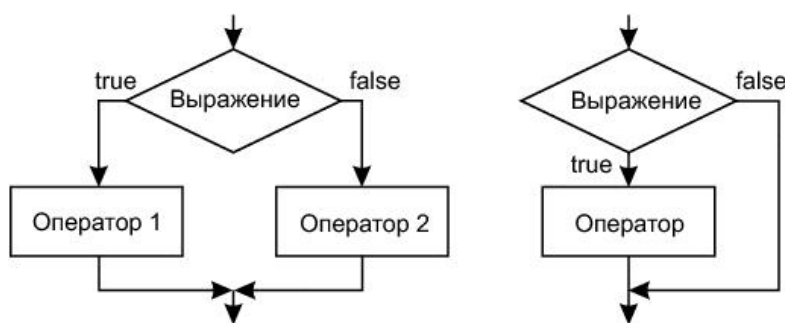 true
Выражение
false
Оператор 1
Оператор 2
Выражение
false
true
Оператор